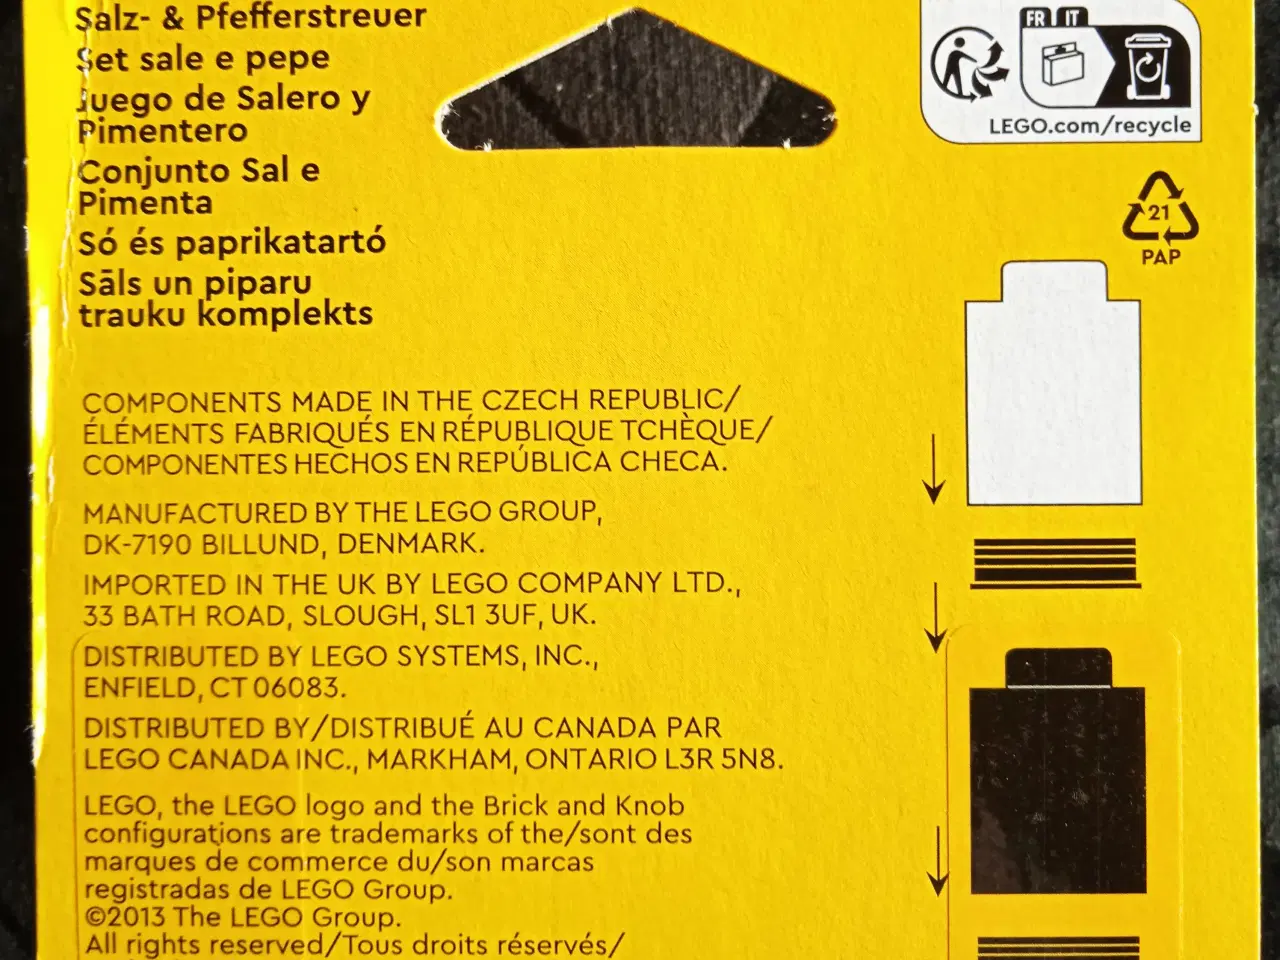 Salz- & Pfefferstreuer
Set sale e pepe
Juego de Salero y
Pimentero
Conjunto Sal e
Pimenta
Só és paprikatartó
Sāls un piparu
trauku komplekts
COMPONENTS MADE IN THE CZECH REPUBLIC/
ÉLÉMENTS FABRIQUÉS EN RÉPUBLIQUE TCHÈQUE/
COMPONENTES HECHOS EN REPÚBLICA CHECA.
MANUFACTURED BY THE LEGO GROUP,
DK-7190 BILLUND, DENMARK.
IMPORTED IN THE UK BY LEGO COMPANY LTD.,
33 BATH ROAD, SLOUGH, SL1 3UF, UK.
DISTRIBUTED BY LEGO SYSTEMS, INC.,
ENFIELD, CT 06083.
DISTRIBUTED BY/DISTRIBUÉ AU CANADA PAR
LEGO CANADA INC., MARKHAM, ONTARIO L3R 5N8.
LEGO, the LEGO logo and the Brick and Knob
configurations are trademarks of the/sont des
marques de commerce du/son marcas
registradas de LEGO Group.
©2013 The LEGO Group.
All rights reserved/Tous droits réservés/
FR IT
LEGO.com/recycle
21
PAP